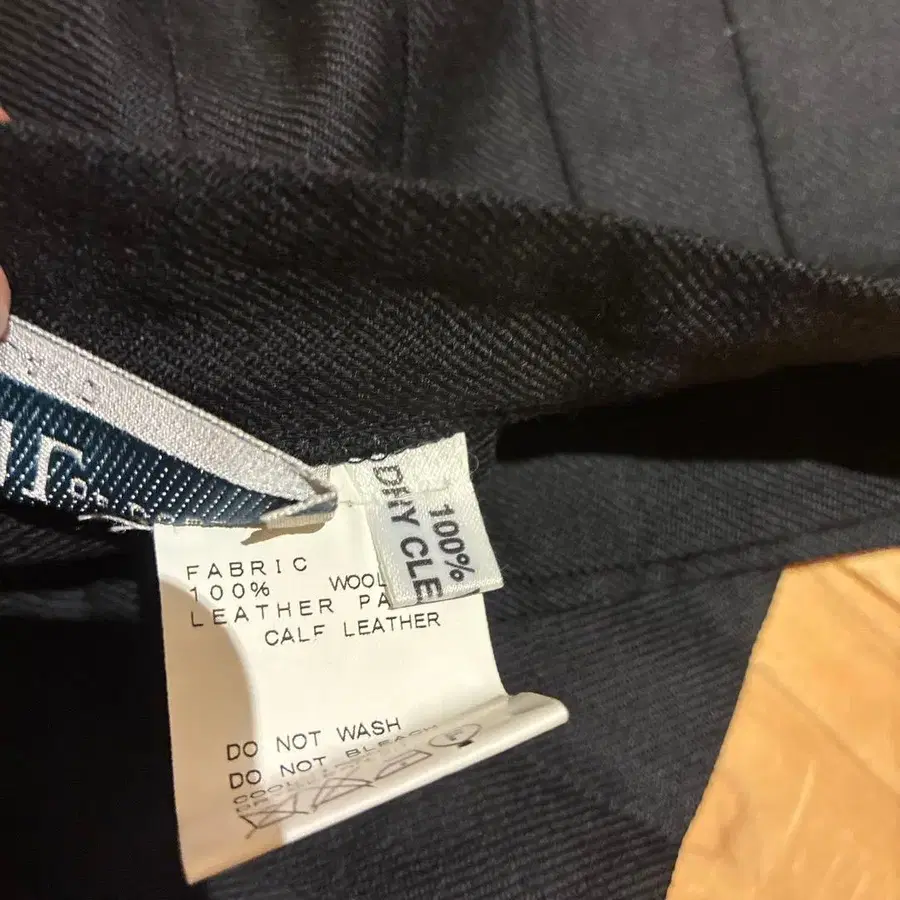 FABRIC
100% WOOL
LEATHER PA
CALF LEATHER
DO NOT WASH
DO NOT BLEACH
100%
DRY CLE